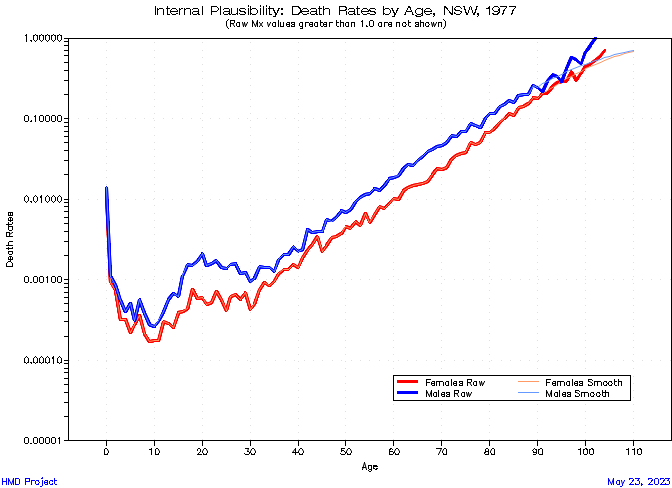 Internal Plausibility: Death Rates by Age, NSW, 1977
(Raw Mx values greater than 1.0 are not shown)
1.00000
0.10000
0.01000
0.00100
0.00010
0.00001
Death Rates
0 10 20 30 40 50 60 70 80 90 100 110
Age
Females Raw Females Smooth
Males Raw Males Smooth
HMD Project May 23, 2023